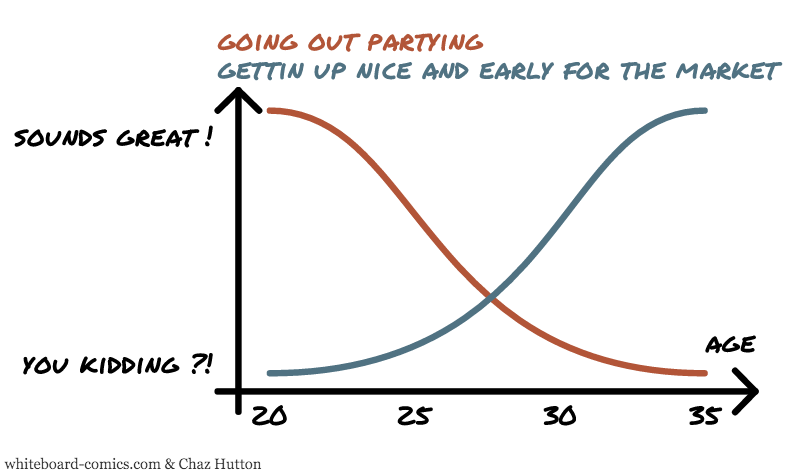 GOING OUT PARTYING
GETTIN UP NICE AND EARLY FOR THE MARKET
SOUNDS GREAT!
YOU KIDDING ?!
AGE
20 25 30 35
whiteboard-comics.com & Chaz Hutton